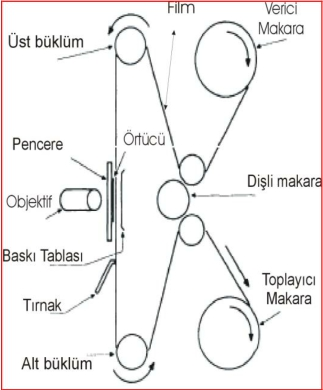 Film
Verici
Makara
Üst büklüm
Örtücü
Pencere
Dişli makara
Objektif
Baskı Tablası
Toplayıcı
Makara
Tırnak
Alt büklüm